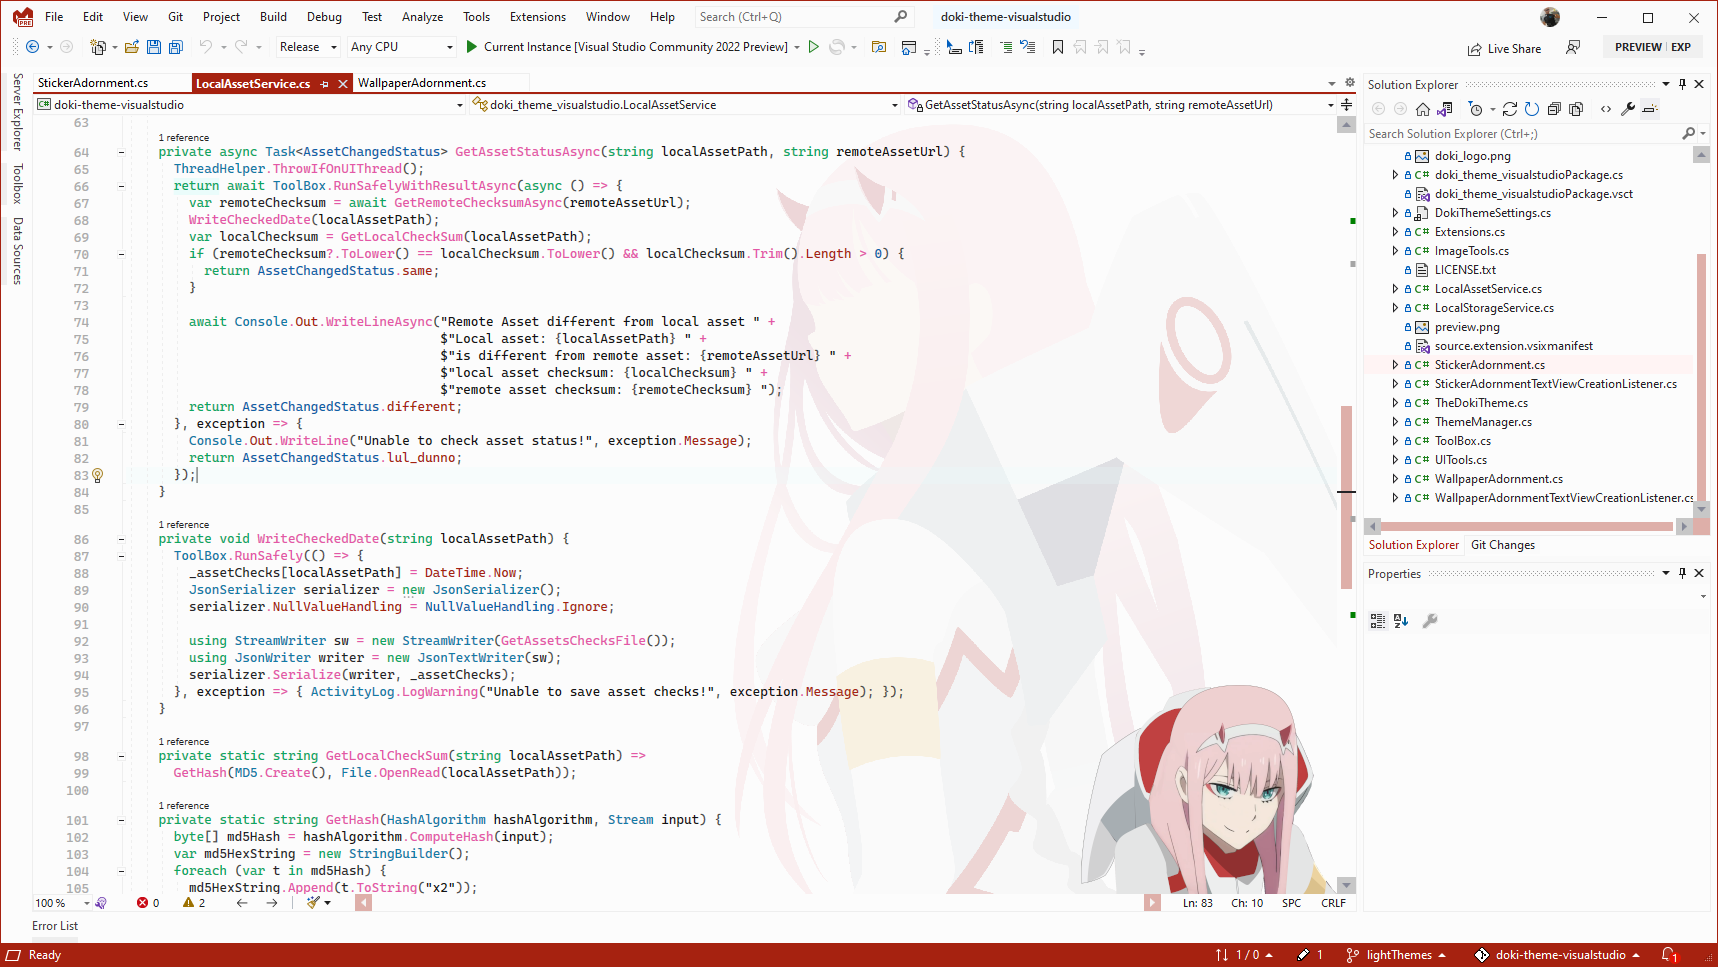 File Edit View Git Project Build Debug Test Analyze Tools Extensions Window Help Search (Ctrl+Q) doki-theme-visualstudio
PRE
Release Any CPU Current Instance [Visual Studio Community 2022 Preview] Live Share PREVIEW EXP
Server Explorer
Toolbox
Data Sources
StickerAdornment.cs LocalAssetService.cs WallpaperAdornment.cs
doki-theme-visualstudio doki_theme_visualstudio.LocalAssetService GetAssetStatusAsync(string localAssetPath, string remoteAssetUrl)
63
1 reference
64 private async Task<AssetChangedStatus> GetAssetStatusAsync(string localAssetPath, string remoteAssetUrl) {
65 ThreadHelper.ThrowIfOnUIThread();
66 return await ToolBox.RunSafelyWithResultAsync(async () => {
67 var remoteChecksum = await GetRemoteChecksumAsync(remoteAssetUrl);
68 WriteCheckedDate(localAssetPath);
69 var localChecksum = GetLocalCheckSum(localAssetPath);
70 if (remoteChecksum?.ToLower() == localChecksum.ToLower() && localChecksum.Trim().Length > 0) {
71 return AssetChangedStatus.same;
72 }
73
74 await Console.Out.WriteLineAsync("Remote Asset different from local asset " +
75 $"Local asset: {localAssetPath} " +
76 $"is different from remote asset: {remoteAssetUrl} " +
77 $"local asset checksum: {localChecksum} " +
78 $"remote asset checksum: {remoteChecksum} ");
79 return AssetChangedStatus.different;
80 }, exception => {
81 Console.Out.WriteLine("Unable to check asset status!", exception.Message);
82 return AssetChangedStatus.lul_dunno;
83 });
84 }
85
1 reference
86 private void WriteCheckedDate(string localAssetPath) {
87 ToolBox.RunSafely(() => {
88 _assetChecks[localAssetPath] = DateTime.Now;
89 JsonSerializer serializer = new JsonSerializer();
90 serializer.NullValueHandling = NullValueHandling.Ignore;
91
92 using StreamWriter sw = new StreamWriter(GetAssetsChecksFile());
93 using JsonWriter writer = new JsonTextWriter(sw);
94 serializer.Serialize(writer, _assetChecks);
95 }, exception => { ActivityLog.LogWarning("Unable to save asset checks!", exception.Message); });
96 }
97
1 reference
98 private static string GetLocalCheckSum(string localAssetPath) =>
99 GetHash(MD5.Create(), File.OpenRead(localAssetPath));
100
1 reference
101 private static string GetHash(HashAlgorithm hashAlgorithm, Stream input) {
102 byte[] md5Hash = hashAlgorithm.ComputeHash(input);
103 var md5HexString = new StringBuilder();
104 foreach (var t in md5Hash) {
105 md5HexString.Append(t.ToString("x2"));
100 % 0 2 Ln: 83 Ch: 10 SPC CRLF
Error List
Solution Explorer
Search Solution Explorer (Ctrl+;)
doki_logo.png
C# doki_theme_visualstudioPackage.cs
doki_theme_visualstudioPackage.vsct
DokiThemeSettings.cs
C# Extensions.cs
C# ImageTools.cs
LICENSE.txt
C# LocalAssetService.cs
C# LocalStorageService.cs
preview.png
source.extension.vsixmanifest
C# StickerAdornment.cs
C# StickerAdornmentTextViewCreationListener.cs
C# TheDokiTheme.cs
C# ThemeManager.cs
C# ToolBox.cs
C# UITools.cs
C# WallpaperAdornment.cs
C# WallpaperAdornmentTextViewCreationListener.cs
Solution Explorer Git Changes
Properties
Ready 1 / 0 1 lightThemes doki-theme-visualstudio 1